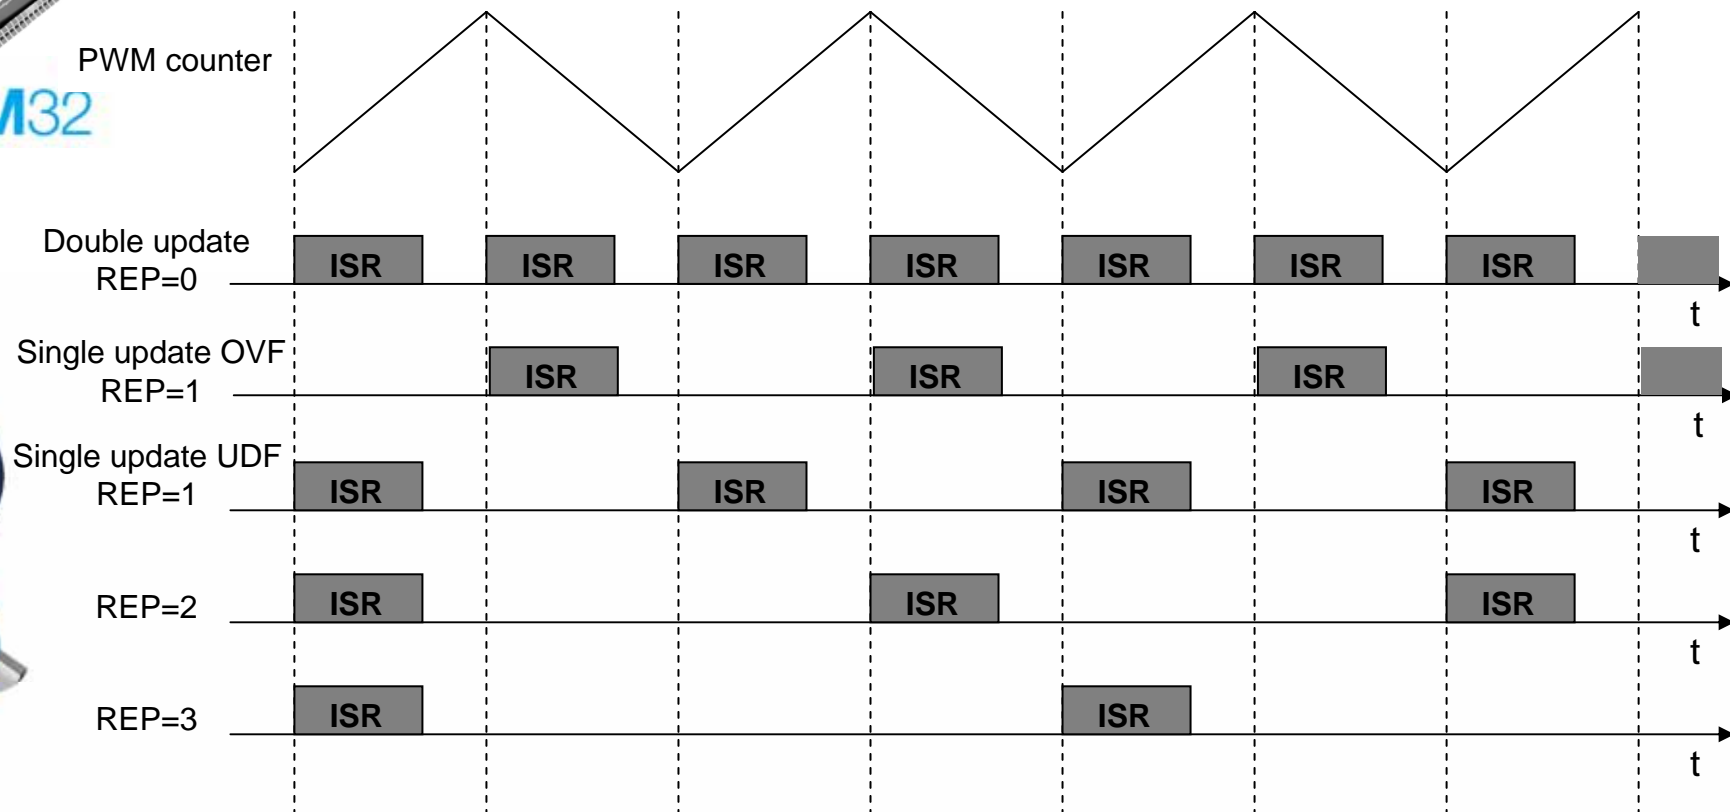 PWM counter
M32
Double update
REP=0
ISR ISR ISR ISR ISR ISR ISR
t
Single update OVF
REP=1
ISR ISR ISR
t
Single update UDF
REP=1
ISR ISR ISR ISR
t
REP=2
ISR ISR ISR
t
REP=3
ISR ISR
t